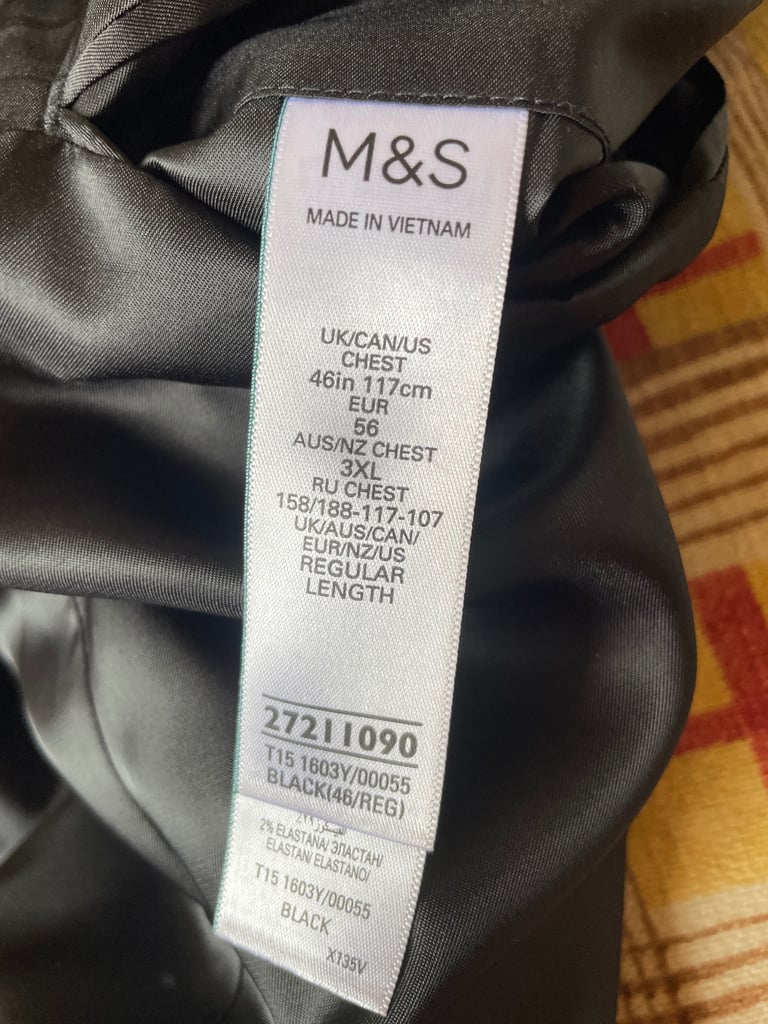 M&S
MADE IN VIETNAM
UK/CAN/US
CHEST
46in 117cm
EUR
56
AUS/NZ CHEST
3XL
RU CHEST
158/188-117-107
UK/AUS/CAN/
EUR/NZ/US
REGULAR
LENGTH
27211090
T15 1603Y/00055
BLACK(46/REG)
2% ELASTANA/ ЭЛАСТАН/
ELASTAN/ ELASTANO/
T15 1603Y/00055
BLACK
X135V